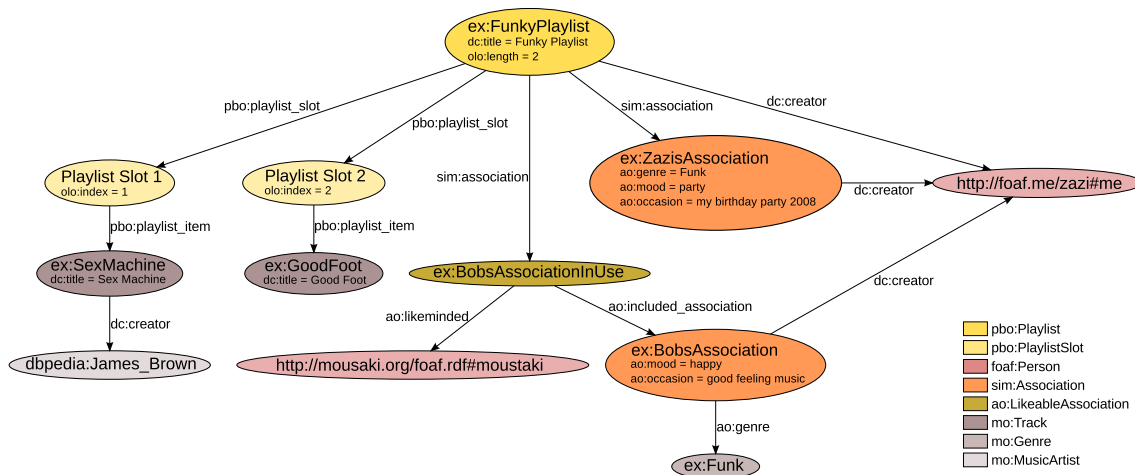 ex:FunkyPlaylist
dc:title = Funky Playlist
olo:length = 2
pbo:playlist_slot
pbo:playlist_slot
sim:association
sim:association
dc:creator
Playlist Slot 1
olo:index = 1
Playlist Slot 2
olo:index = 2
ex:ZazisAssociation
ao:genre = Funk
ao:mood = party
ao:occasion = my birthday party 2008
dc:creator
http://foaf.me/zazi#me
pbo:playlist_item
pbo:playlist_item
ex:SexMachine
dc:title = Sex Machine
ex:GoodFoot
dc:title = Good Foot
ex:BobsAssociationInUse
dc:creator
ao:likeminded
ao:included_association
dc:creator
dbpedia:James_Brown
http://mousaki.org/foaf.rdf#moustaki
ex:BobsAssociation
ao:mood = happy
ao:occasion = good feeling music
ao:genre
ex:Funk
pbo:Playlist
pbo:PlaylistSlot
foaf:Person
sim:Association
ao:LikeableAssociation
mo:Track
mo:Genre
mo:MusicArtist